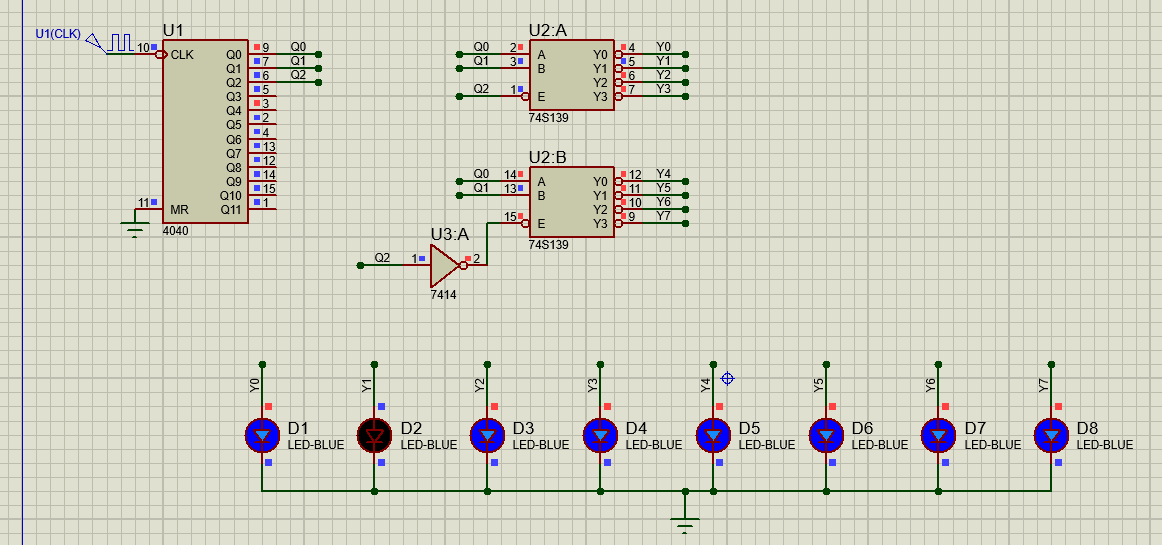 U1(CLK)
U1
10 CLK
Q0 9 Q0
Q1 7 Q1
Q2 6 Q2
Q3 5
Q4 3
Q5 2
Q6 4
Q7 13
Q8 12
Q9 14
Q10 15
11 MR Q11 1
4040
U2:A
Q0 2 A Y0 4 Y0
Q1 3 B Y1 5 Y1
Y2 6 Y2
Q2 1 E Y3 7 Y3
74S139
U2:B
Q0 14 A Y0 12 Y4
Q1 13 B Y1 11 Y5
Y2 10 Y6
15 E Y3 9 Y7
74S139
U3:A
Q2 1 2
7414
Y0 Y1 Y2 Y3 Y4 Y5 Y6 Y7
D1 D2 D3 D4 D5 D6 D7 D8
LED-BLUE LED-BLUE LED-BLUE LED-BLUE LED-BLUE LED-BLUE LED-BLUE LED-BLUE